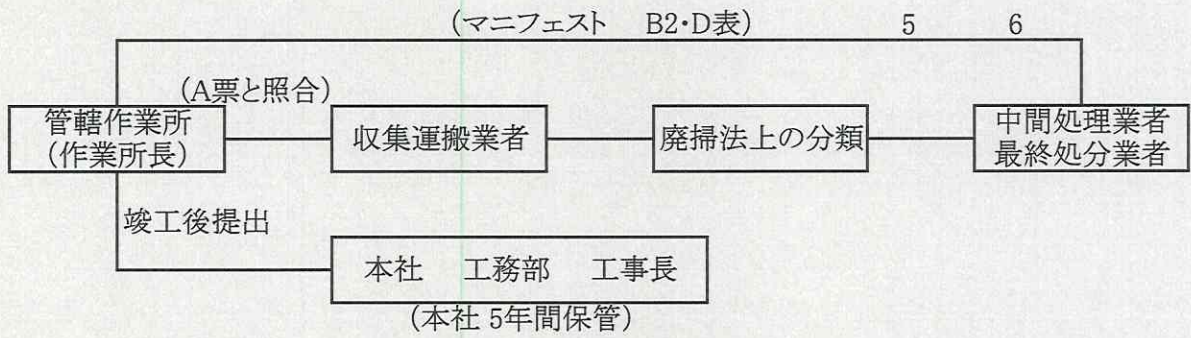 (マニフェスト B2・D表) 5 6
(A票と照合)
管轄作業所
(作業所長)
収集運搬業者
廃掃法上の分類
中間処理業者
最終処分業者
竣工後提出
本社 工務部 工事長
(本社 5年間保管)